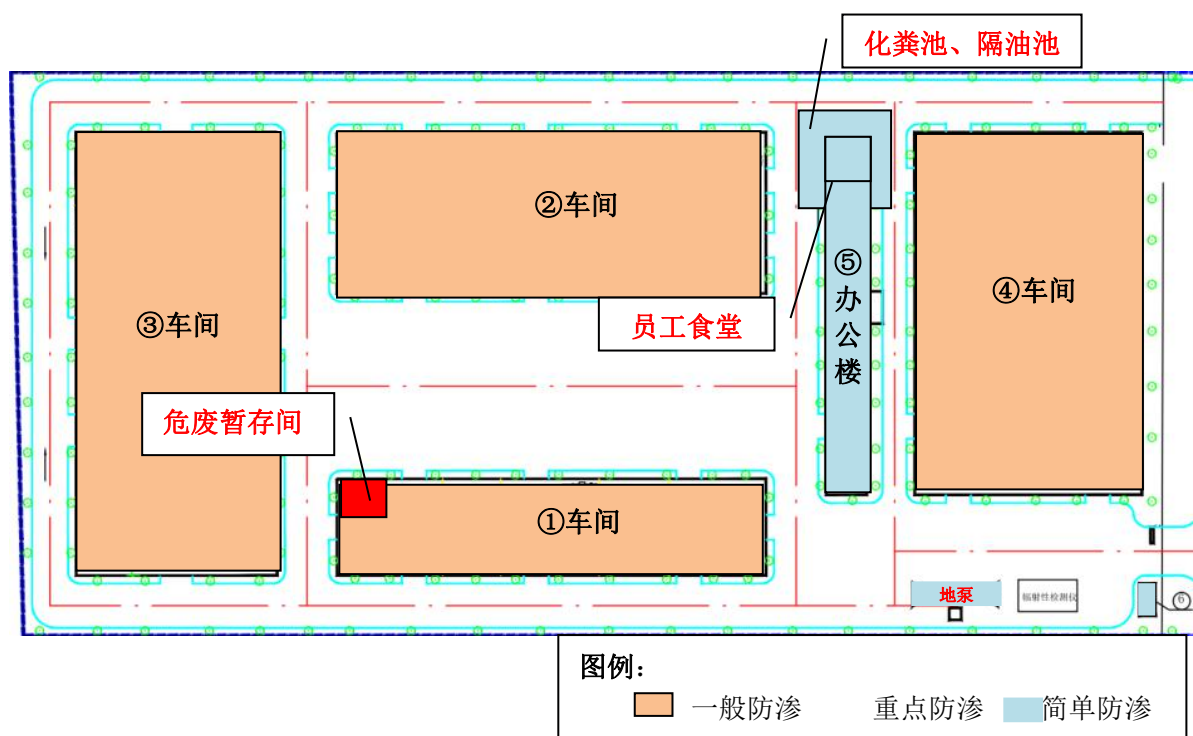 化粪池、隔油池
②车间
③车间
⑤办公楼
④车间
员工食堂
危废暂存间
①车间
地泵
辐射性检测仪
⑥
图例：
一般防渗 重点防渗 简单防渗